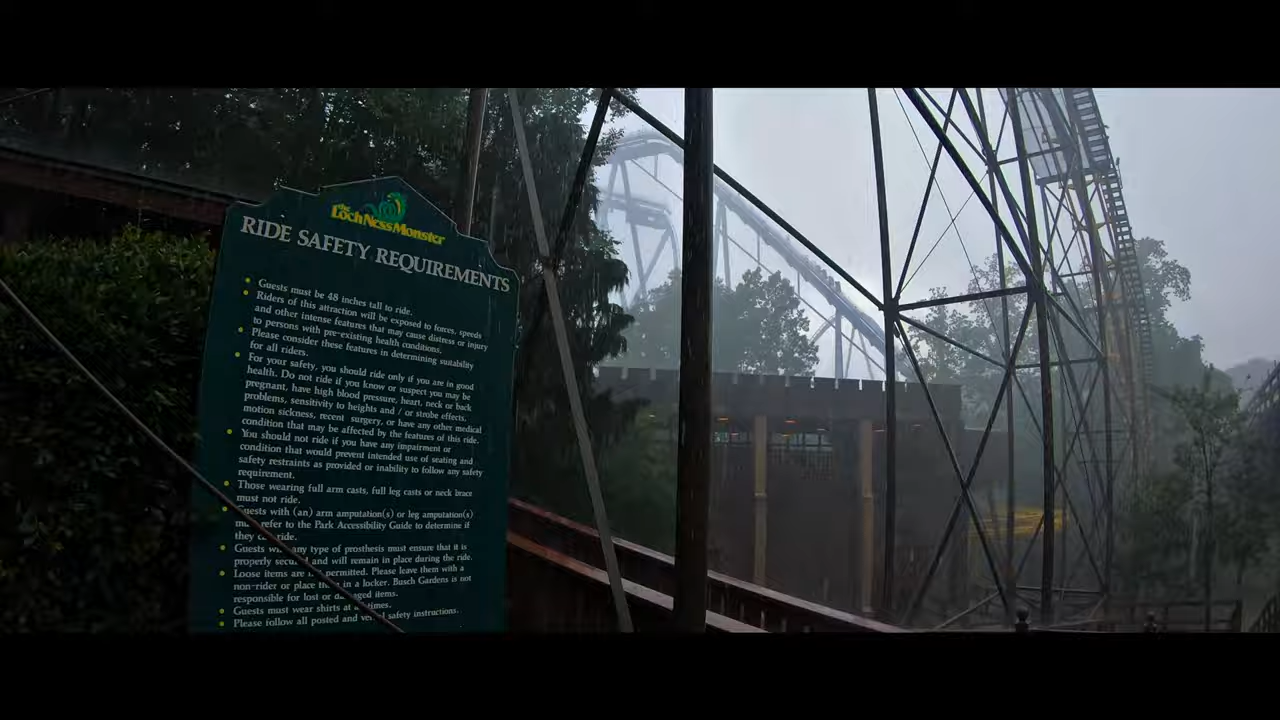 the
Loch Ness Monster
RIDE SAFETY REQUIREMENTS
Guests must be 48 inches tall to ride.
Riders of this attraction will be exposed to forces, speeds
and other intense features that may cause distress or injury
to persons with pre-existing health conditions.
Please consider these features in determining suitability
for all riders.
For your safety, you should ride only if you are in good
health. Do not ride if you know or suspect you may be
pregnant, have high blood pressure, heart, neck or back
problems, sensitivity to heights and / or strobe effects,
motion sickness, recent surgery, or have any other medical
condition that may be affected by the features of this ride.
You should not ride if you have any impairment or
condition that would prevent intended use of seating and
safety restraints as provided or inability to follow any safety
requirement.
Those wearing full arm casts, full leg casts or neck brace
must not ride.
Guests with (an) arm amputation(s) or leg amputation(s)
must refer to the Park Accessibility Guide to determine if
they can ride.
Guests with any type of prosthesis must ensure that it is
properly secured and will remain in place during the ride.
Loose items are not permitted. Please leave them with a
non-rider or place them in a locker. Busch Gardens is not
responsible for lost or damaged items.
Guests must wear shirts at all times.
Please follow all posted and verbal safety instructions.